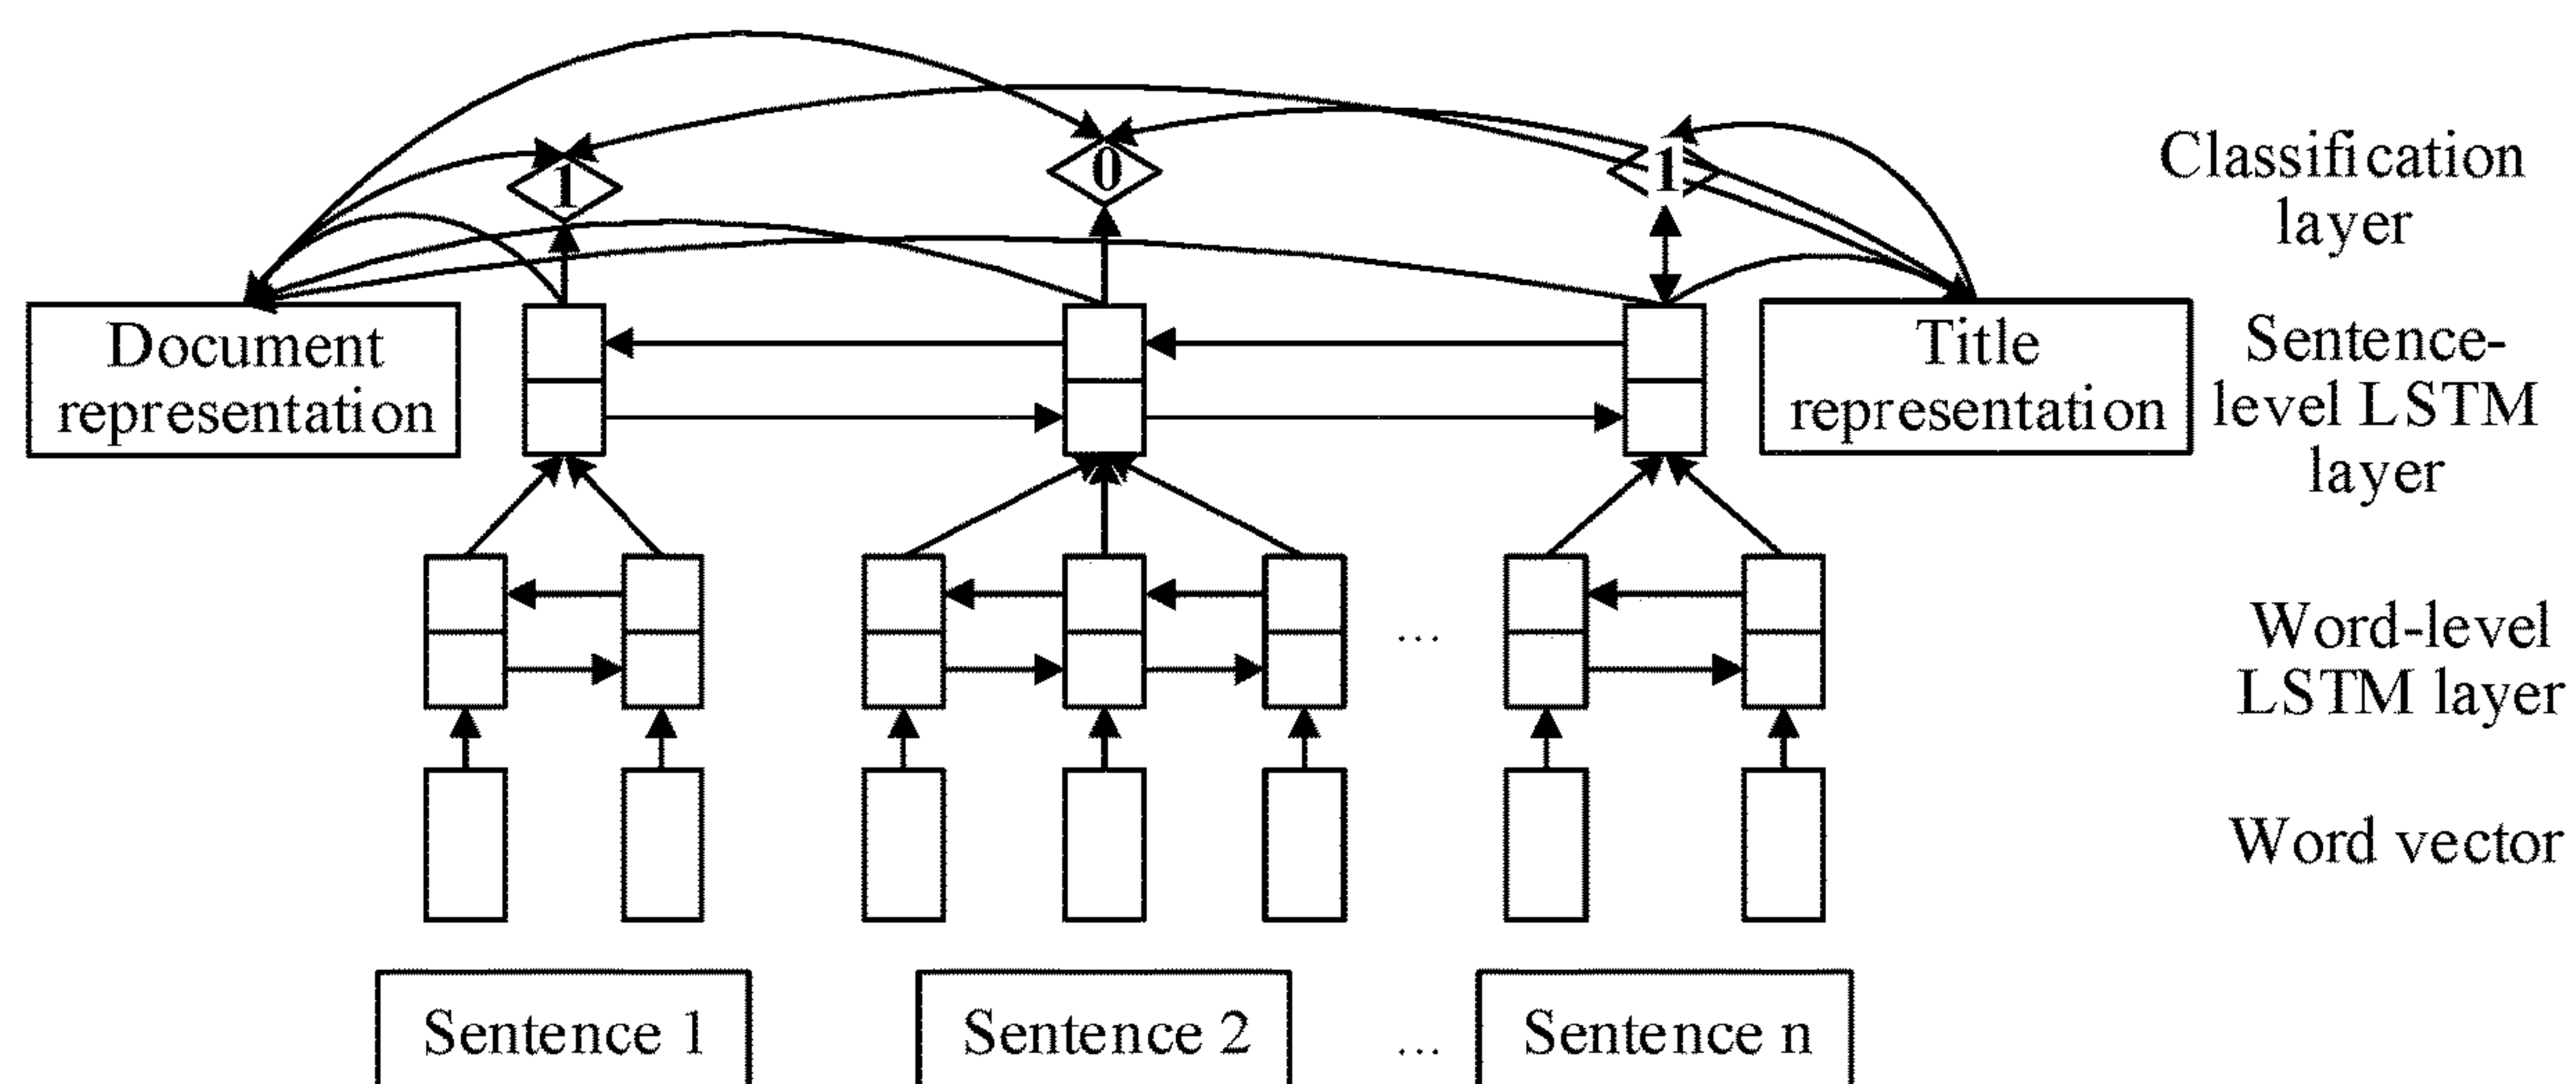 1
0
1
Classification
layer
Document
representation
Title
representation
Sentence-
level LSTM
layer
...
Word-level
LSTM layer
Word vector
Sentence 1
Sentence 2
...
Sentence n